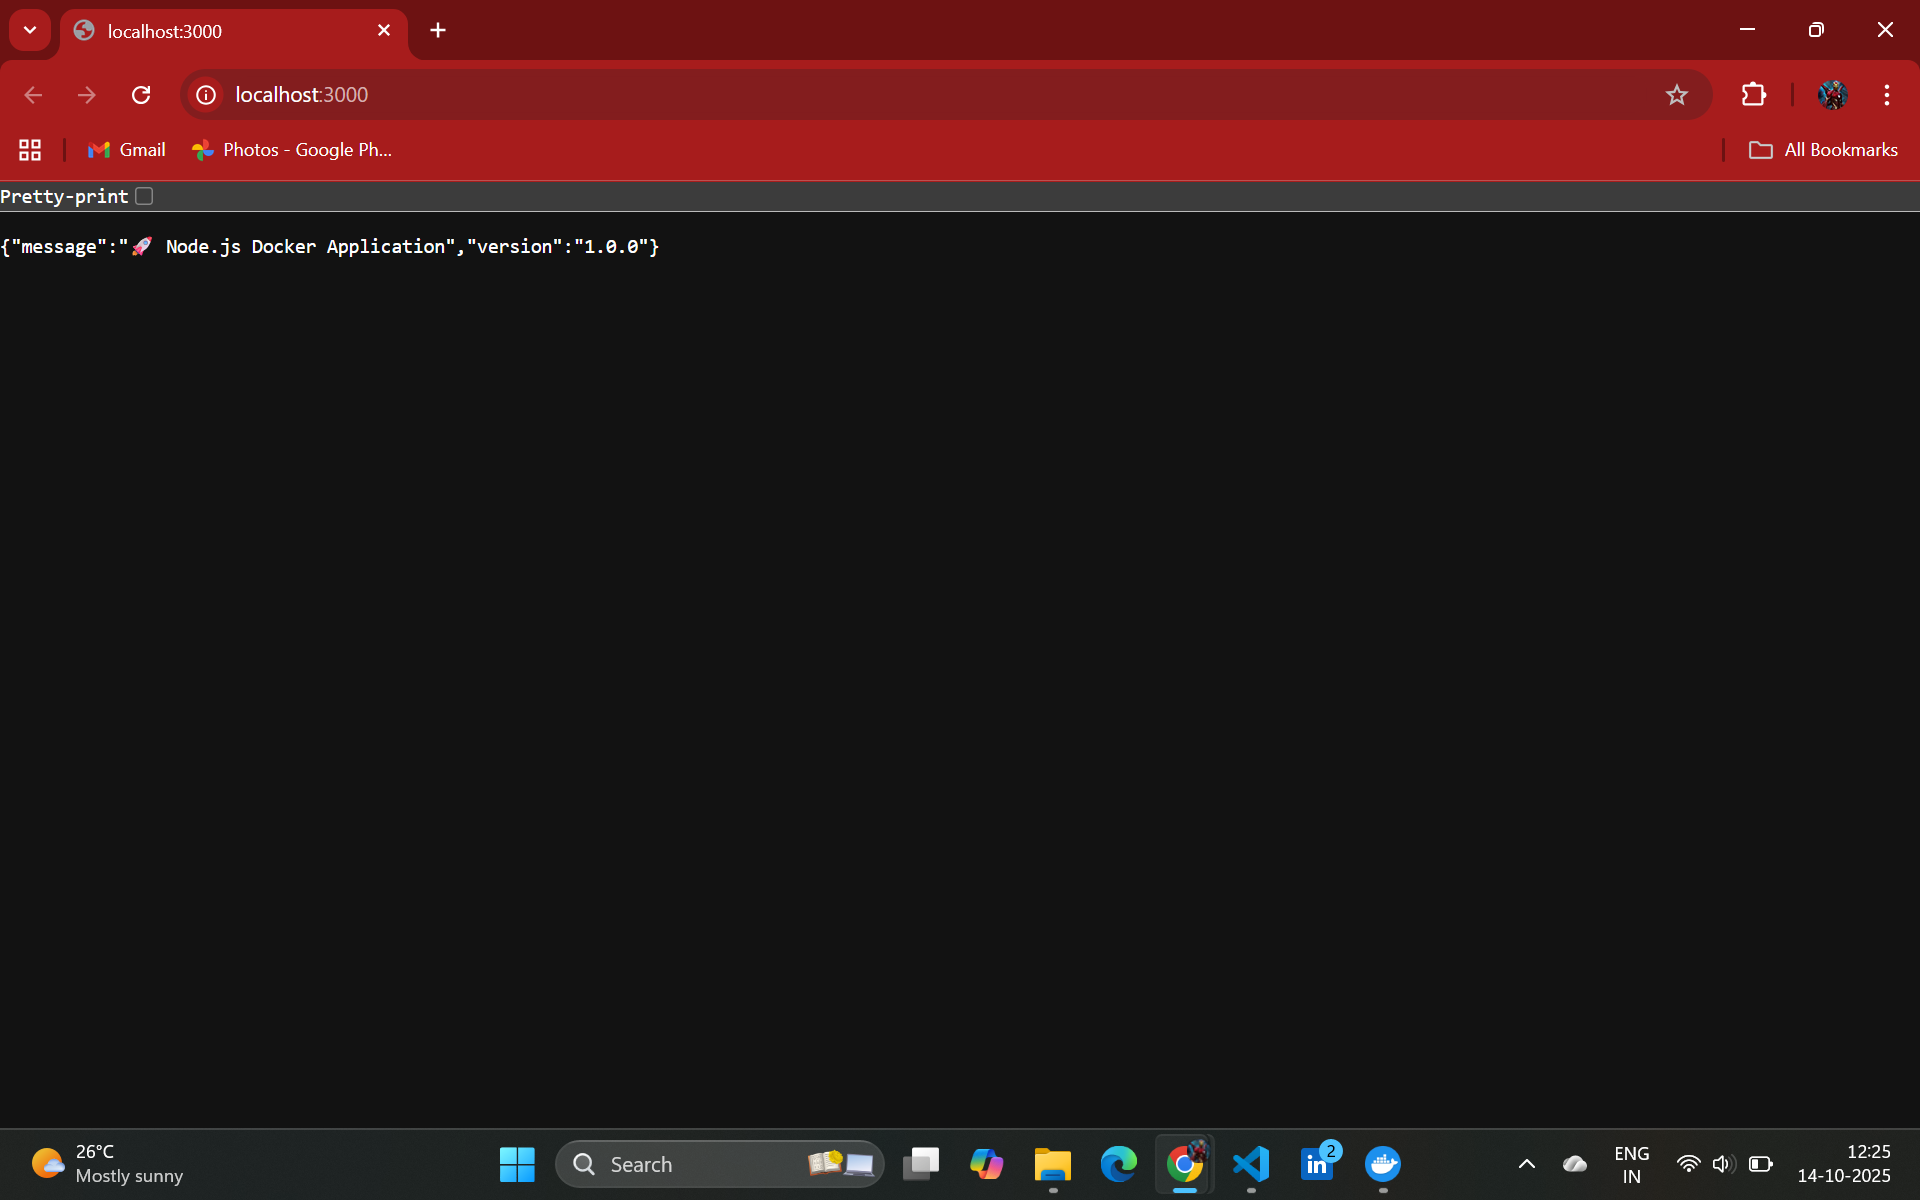 localhost:3000
localhost:3000
Gmail
Photos - Google Ph...
All Bookmarks
Pretty-print
{"message":"🚀 Node.js Docker Application","version":"1.0.0"}
26°C
Mostly sunny
Search
in
2
ENG
IN
12:25
14-10-2025